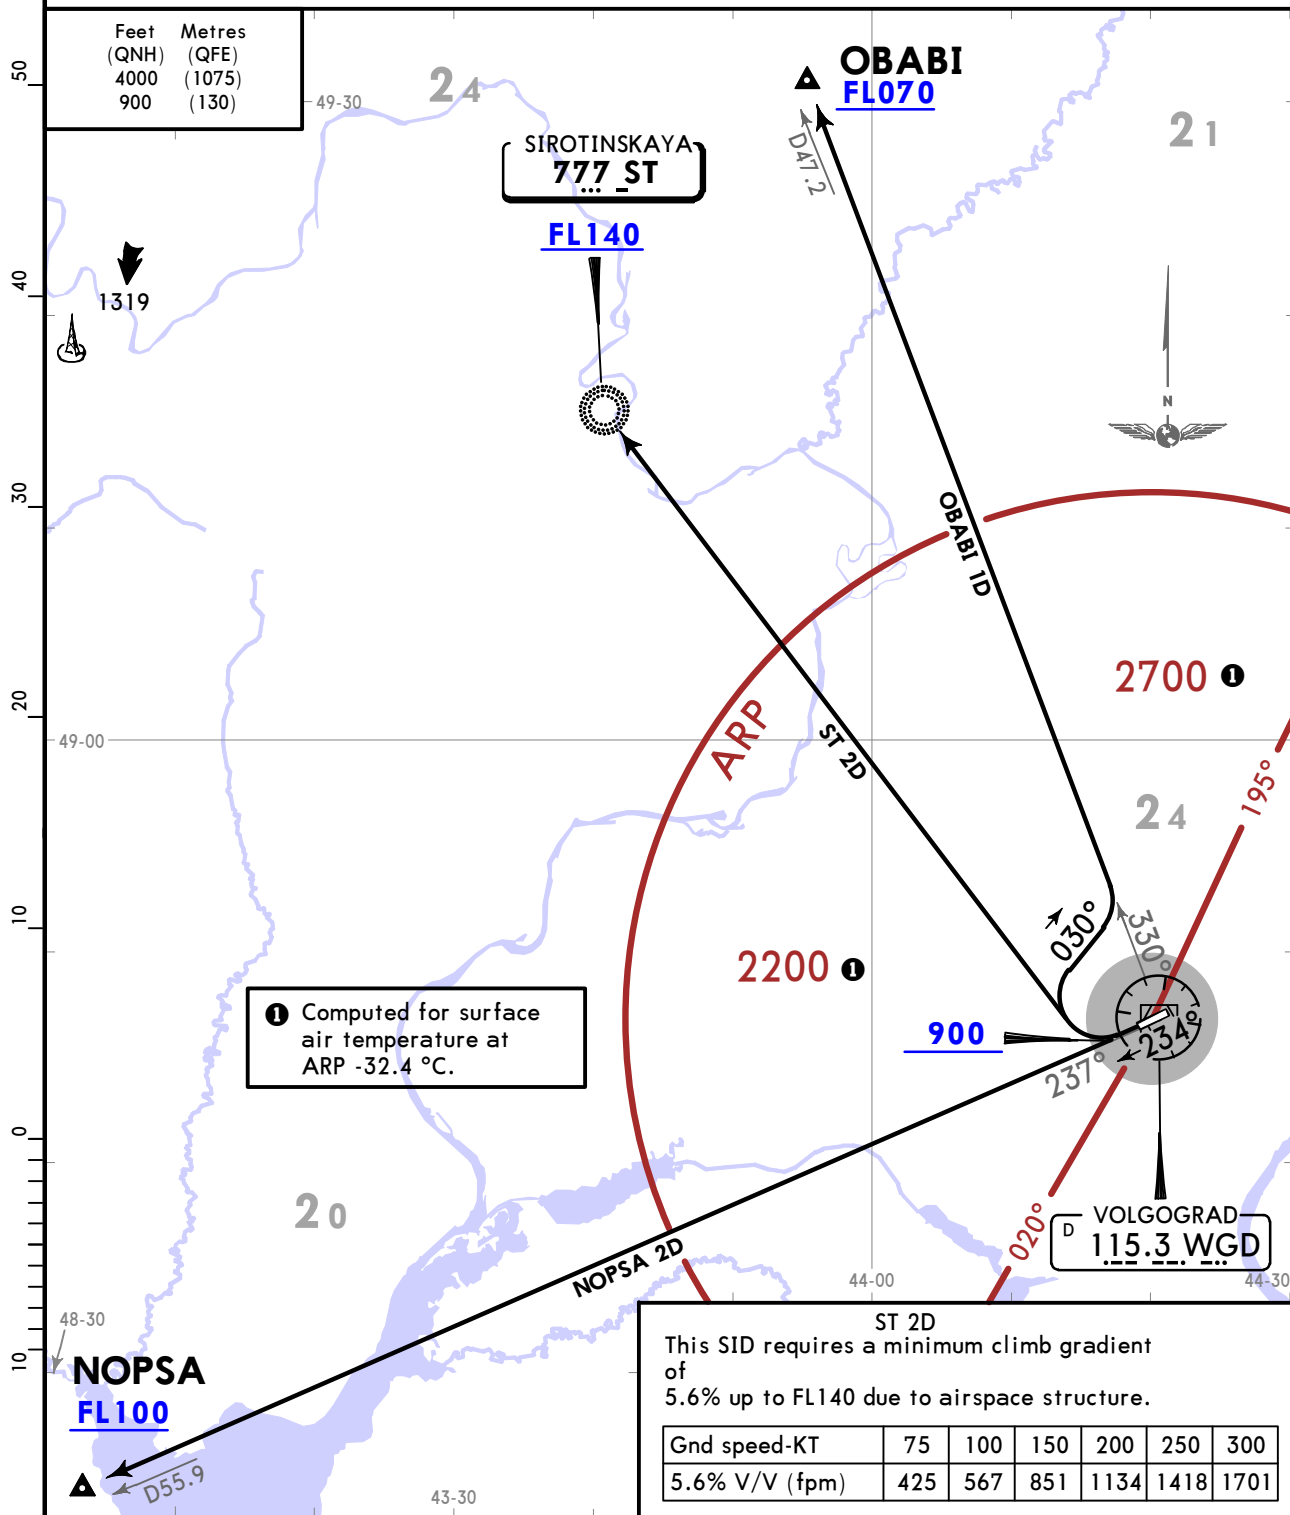 Feet Metres
(QNH) (QFE)
4000 (1075)
900 (130)
50
40
30
20
10
0
10
49-30
24
OBABI
FL070
D47.2
21
SIROTINSKAYA
777 ST
FL140
1319
N
OBABI 1D
2700 1
ARP
ST 2D
49-00
195°
24
030°
330°
2200 1
1 Computed for surface
air temperature at
ARP -32.4 °C.
900
234°
237°
20
020°
VOLGOGRAD
D 115.3 WGD
NOPSA 2D
44-00
44-30
48-30
NOPSA
FL100
D55.9
43-30
ST 2D
This SID requires a minimum climb gradient
of
5.6% up to FL140 due to airspace structure.
Gnd speed-KT 75 100 150 200 250 300
5.6% V/V (fpm) 425 567 851 1134 1418 1701